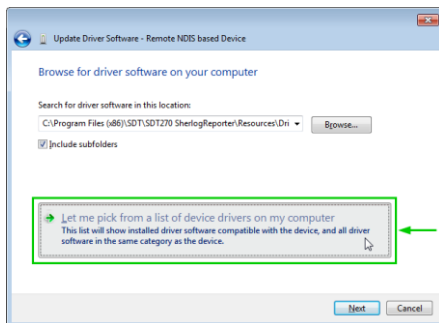 Update Driver Software - Remote NDIS based Device
Browse for driver software on your computer
Search for driver software in this location:
C:\Program Files (x86)\SDT\SDT270 SherlogReporter\Resources\Dri
Browse...
Include subfolders
Let me pick from a list of device drivers on my computer
This list will show installed driver software compatible with the device, and all driver
software in the same category as the device.
Next
Cancel